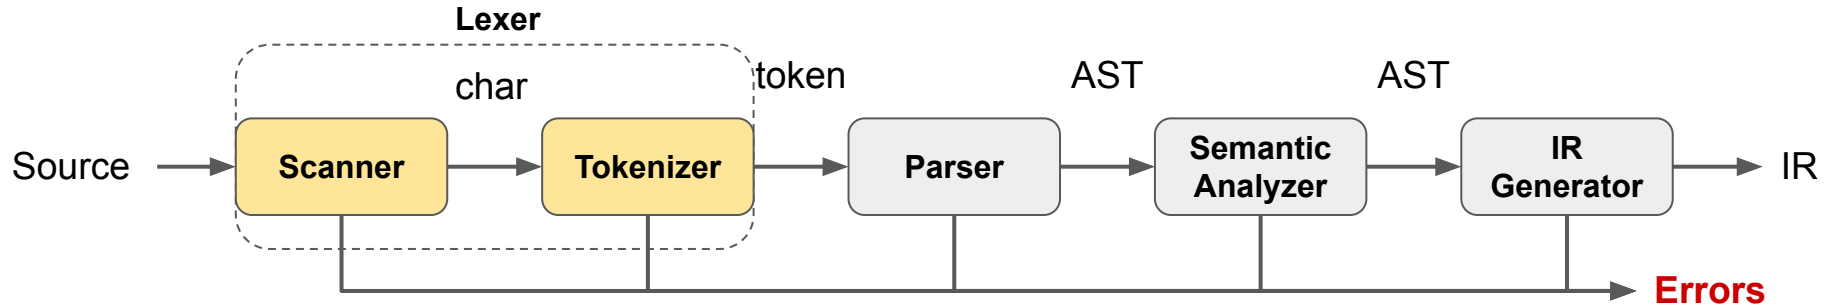 Lexer
char
token
AST
AST
Source
Scanner
Tokenizer
Parser
Semantic
Analyzer
IR
Generator
IR
Errors